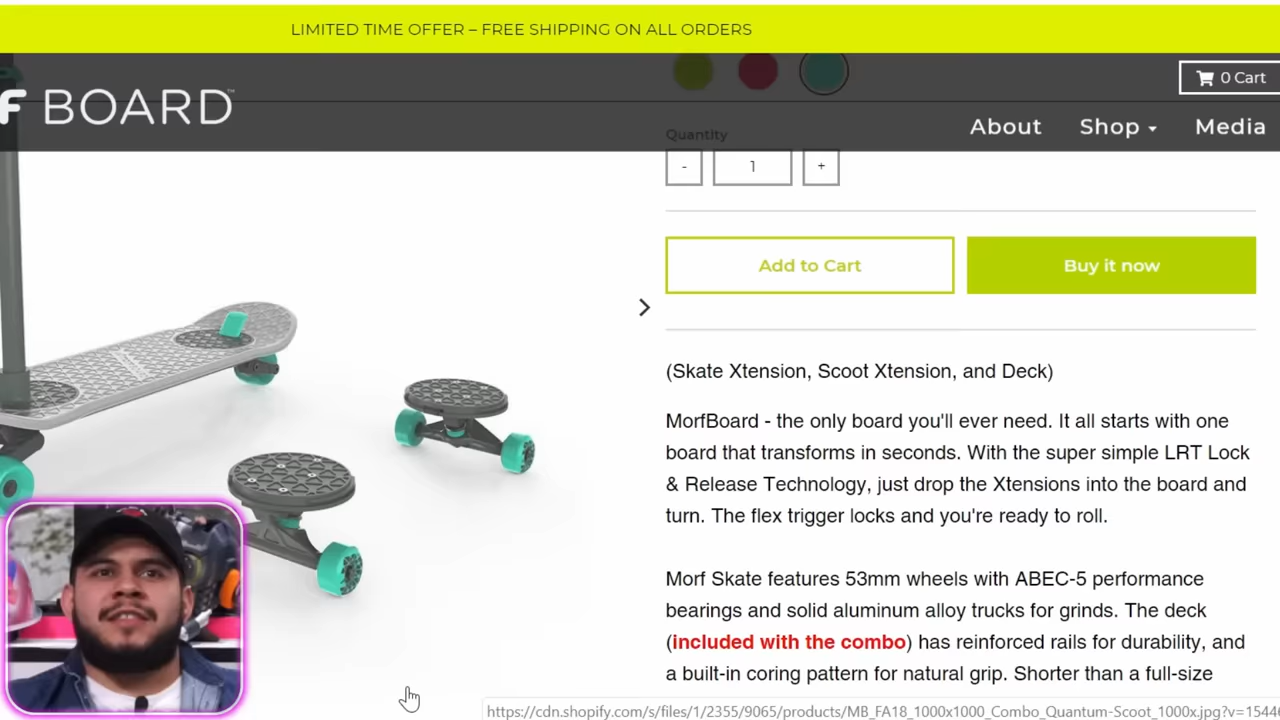 LIMITED TIME OFFER – FREE SHIPPING ON ALL ORDERS
0 Cart
F BOARD™
About
Shop
Media
Quantity
-
1
+
Add to Cart
Buy it now
(Skate Xtension, Scoot Xtension, and Deck)
MorfBoard - the only board you'll ever need. It all starts with one
board that transforms in seconds. With the super simple LRT Lock
& Release Technology, just drop the Xtensions into the board and
turn. The flex trigger locks and you're ready to roll.
Morf Skate features 53mm wheels with ABEC-5 performance
bearings and solid aluminum alloy trucks for grinds. The deck
(included with the combo) has reinforced rails for durability, and
a built-in coring pattern for natural grip. Shorter than a full-size
https://cdn.shopify.com/s/files/1/2355/9065/products/MB_FA18_1000x1000_Combo_Quantum-Scoot_1000x.jpg?v=15446